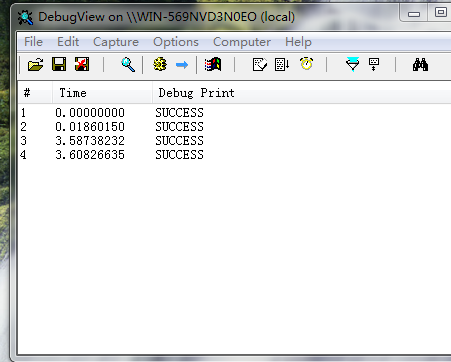 DebugView on \\WIN-569NVD3N0EO (local)
File Edit Capture Options Computer Help
# Time Debug Print
1 0.00000000 SUCCESS
2 0.01860150 SUCCESS
3 3.58738232 SUCCESS
4 3.60826635 SUCCESS